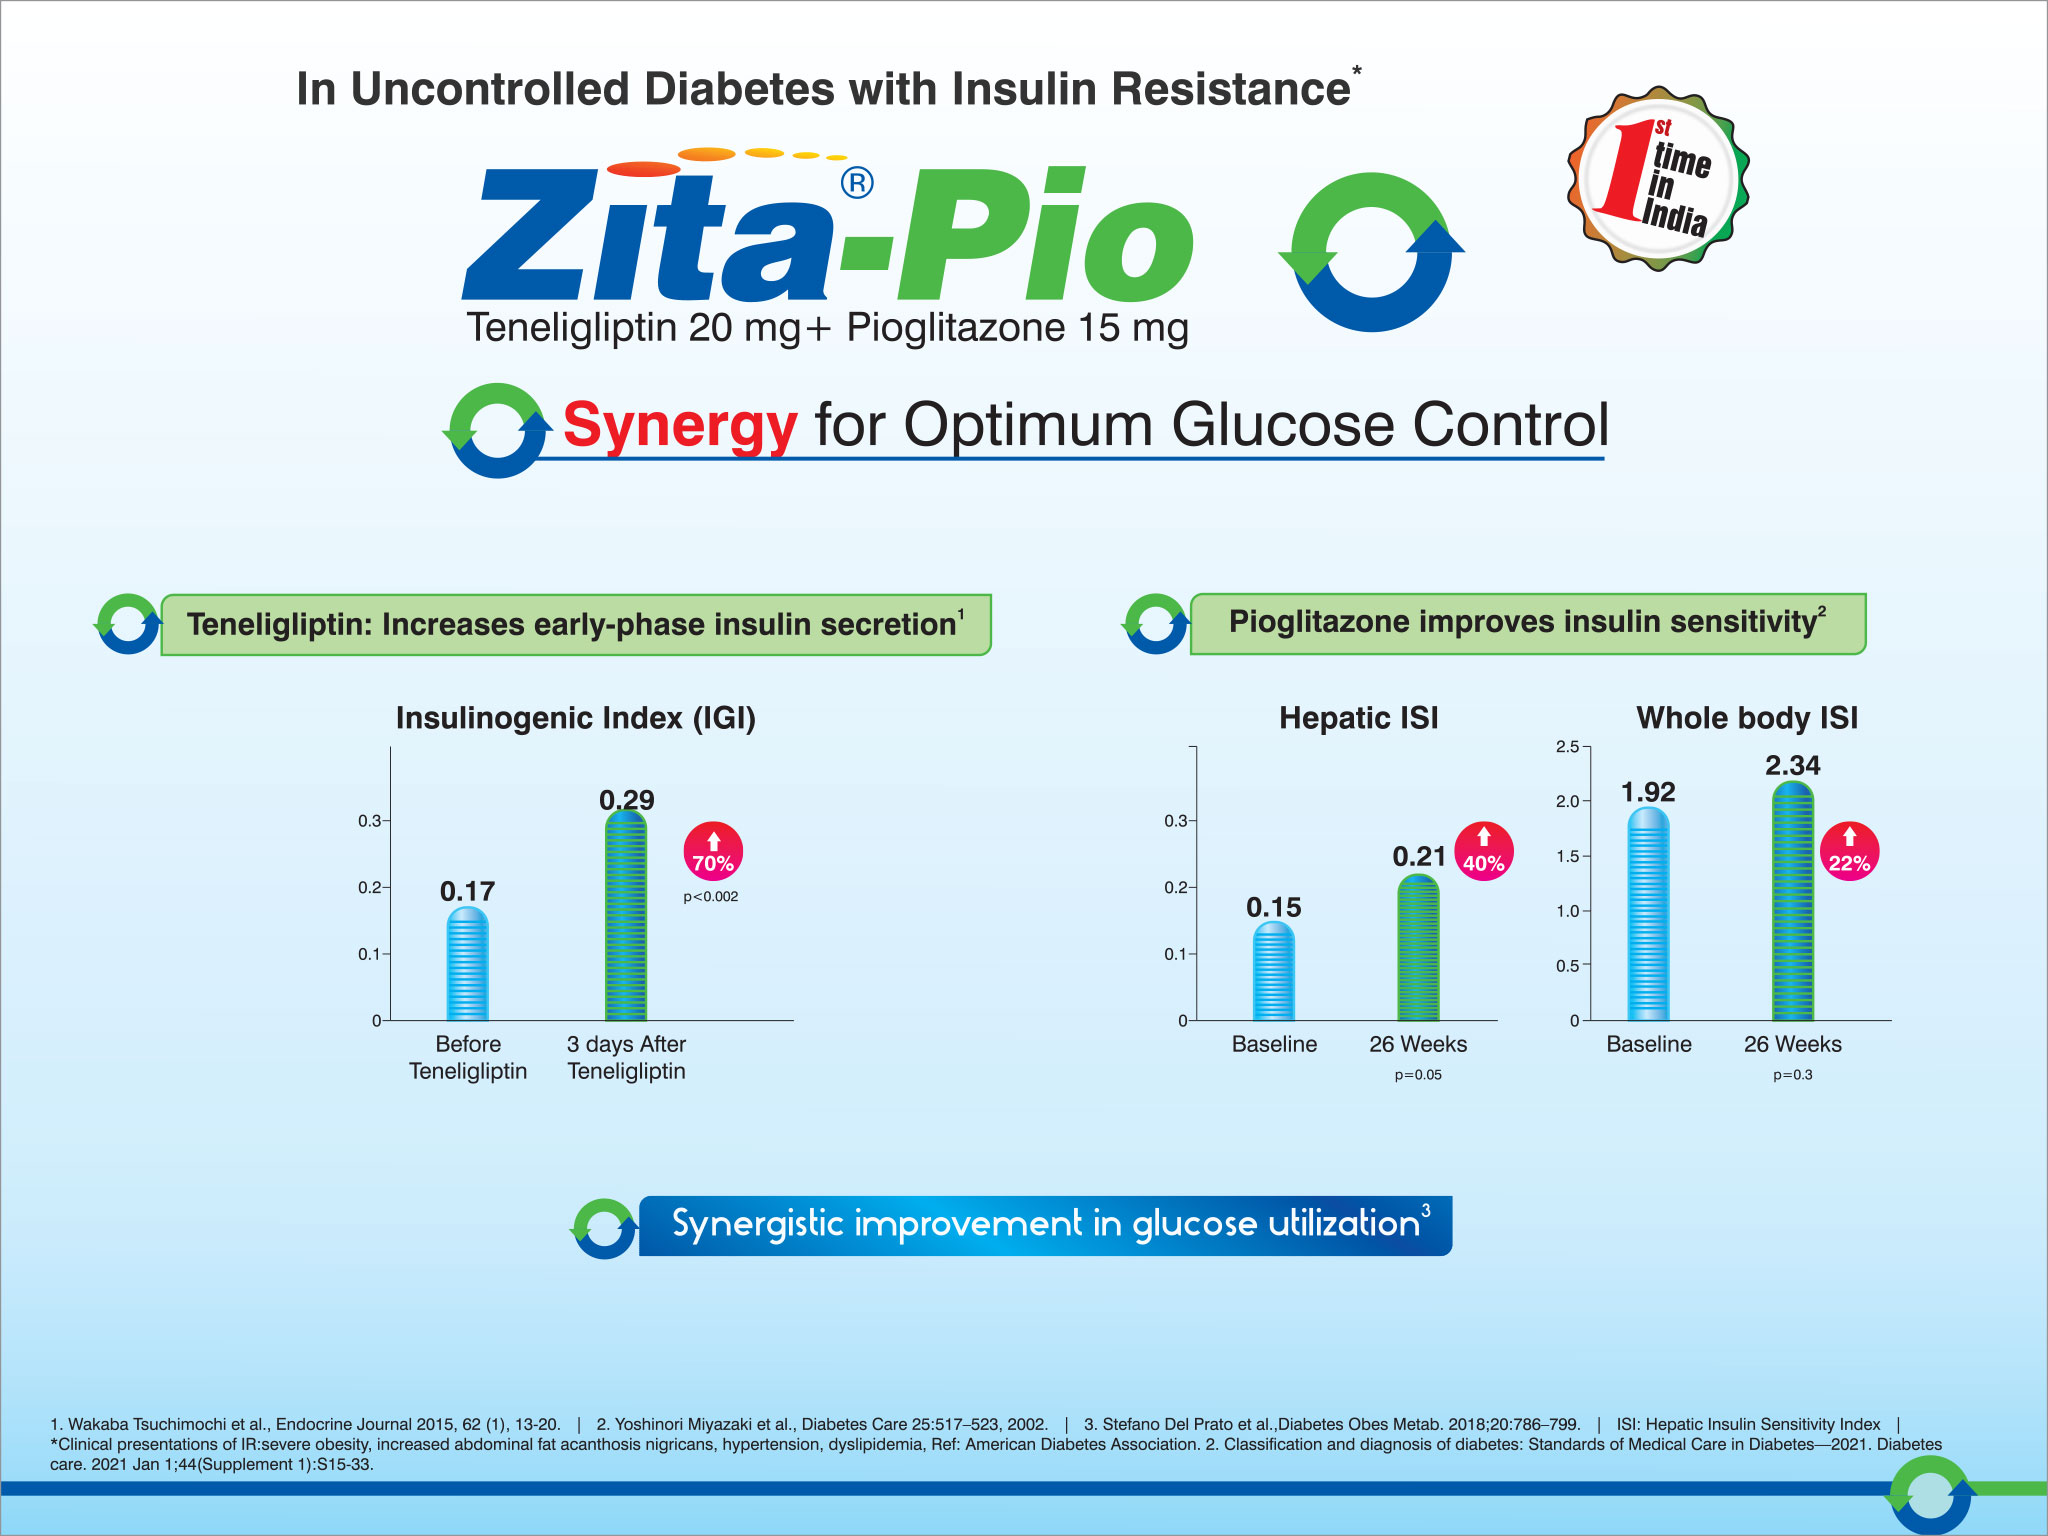 In Uncontrolled Diabetes with Insulin Resistance*
1st
time
in
India
Zita®-Pio
Teneligliptin 20 mg+ Pioglitazone 15 mg
Synergy for Optimum Glucose Control
Teneligliptin: Increases early-phase insulin secretion1
Insulinogenic Index (IGI)
0.3
0.2
0.1
0
0.17
0.29
70%
p<0.002
Before
Teneligliptin
3 days After
Teneligliptin
Pioglitazone improves insulin sensitivity2
Hepatic ISI
0.3
0.2
0.1
0
0.15
0.21
40%
Baseline
26 Weeks
p=0.05
Whole body ISI
2.5
2.0
1.5
1.0
0.5
0
1.92
2.34
22%
Baseline
26 Weeks
p=0.3
Synergistic improvement in glucose utilization3
1. Wakaba Tsuchimochi et al., Endocrine Journal 2015, 62 (1), 13-20. | 2. Yoshinori Miyazaki et al., Diabetes Care 25:517–523, 2002. | 3. Stefano Del Prato et al.,Diabetes Obes Metab. 2018;20:786–799. | ISI: Hepatic Insulin Sensitivity Index |
*Clinical presentations of IR:severe obesity, increased abdominal fat acanthosis nigricans, hypertension, dyslipidemia, Ref: American Diabetes Association. 2. Classification and diagnosis of diabetes: Standards of Medical Care in Diabetes—2021. Diabetes
care. 2021 Jan 1;44(Supplement 1):S15-33.